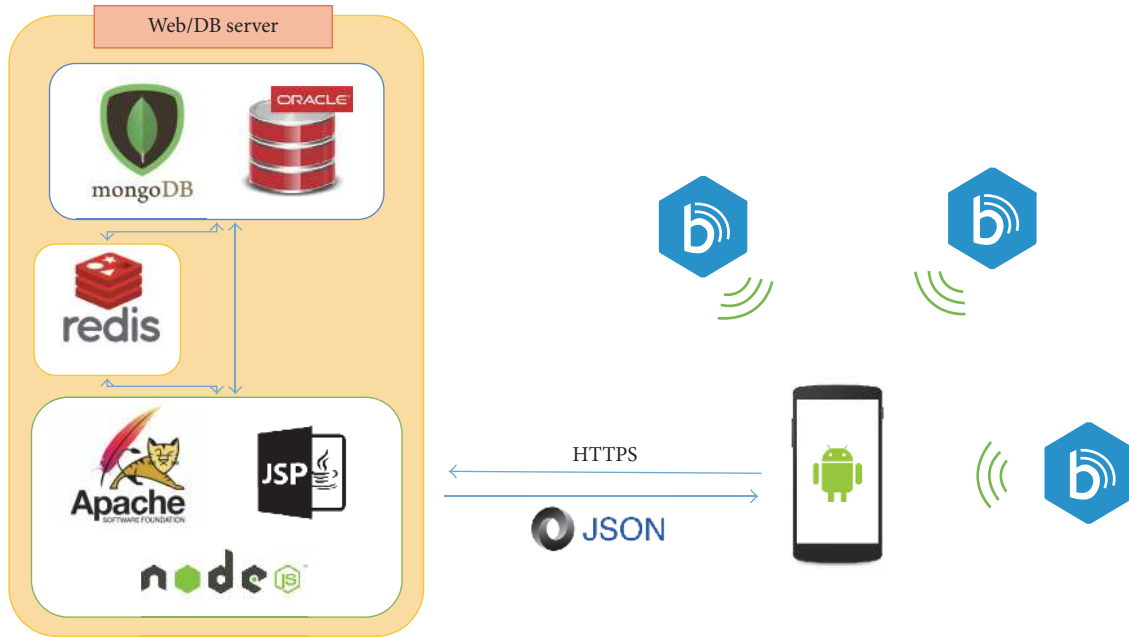 Web/DB server
ORACLE
mongoDB
redis
Apache
SOFTWARE FOUNDATION
JSP
node
JS
HTTPS
JSON
b
b
b